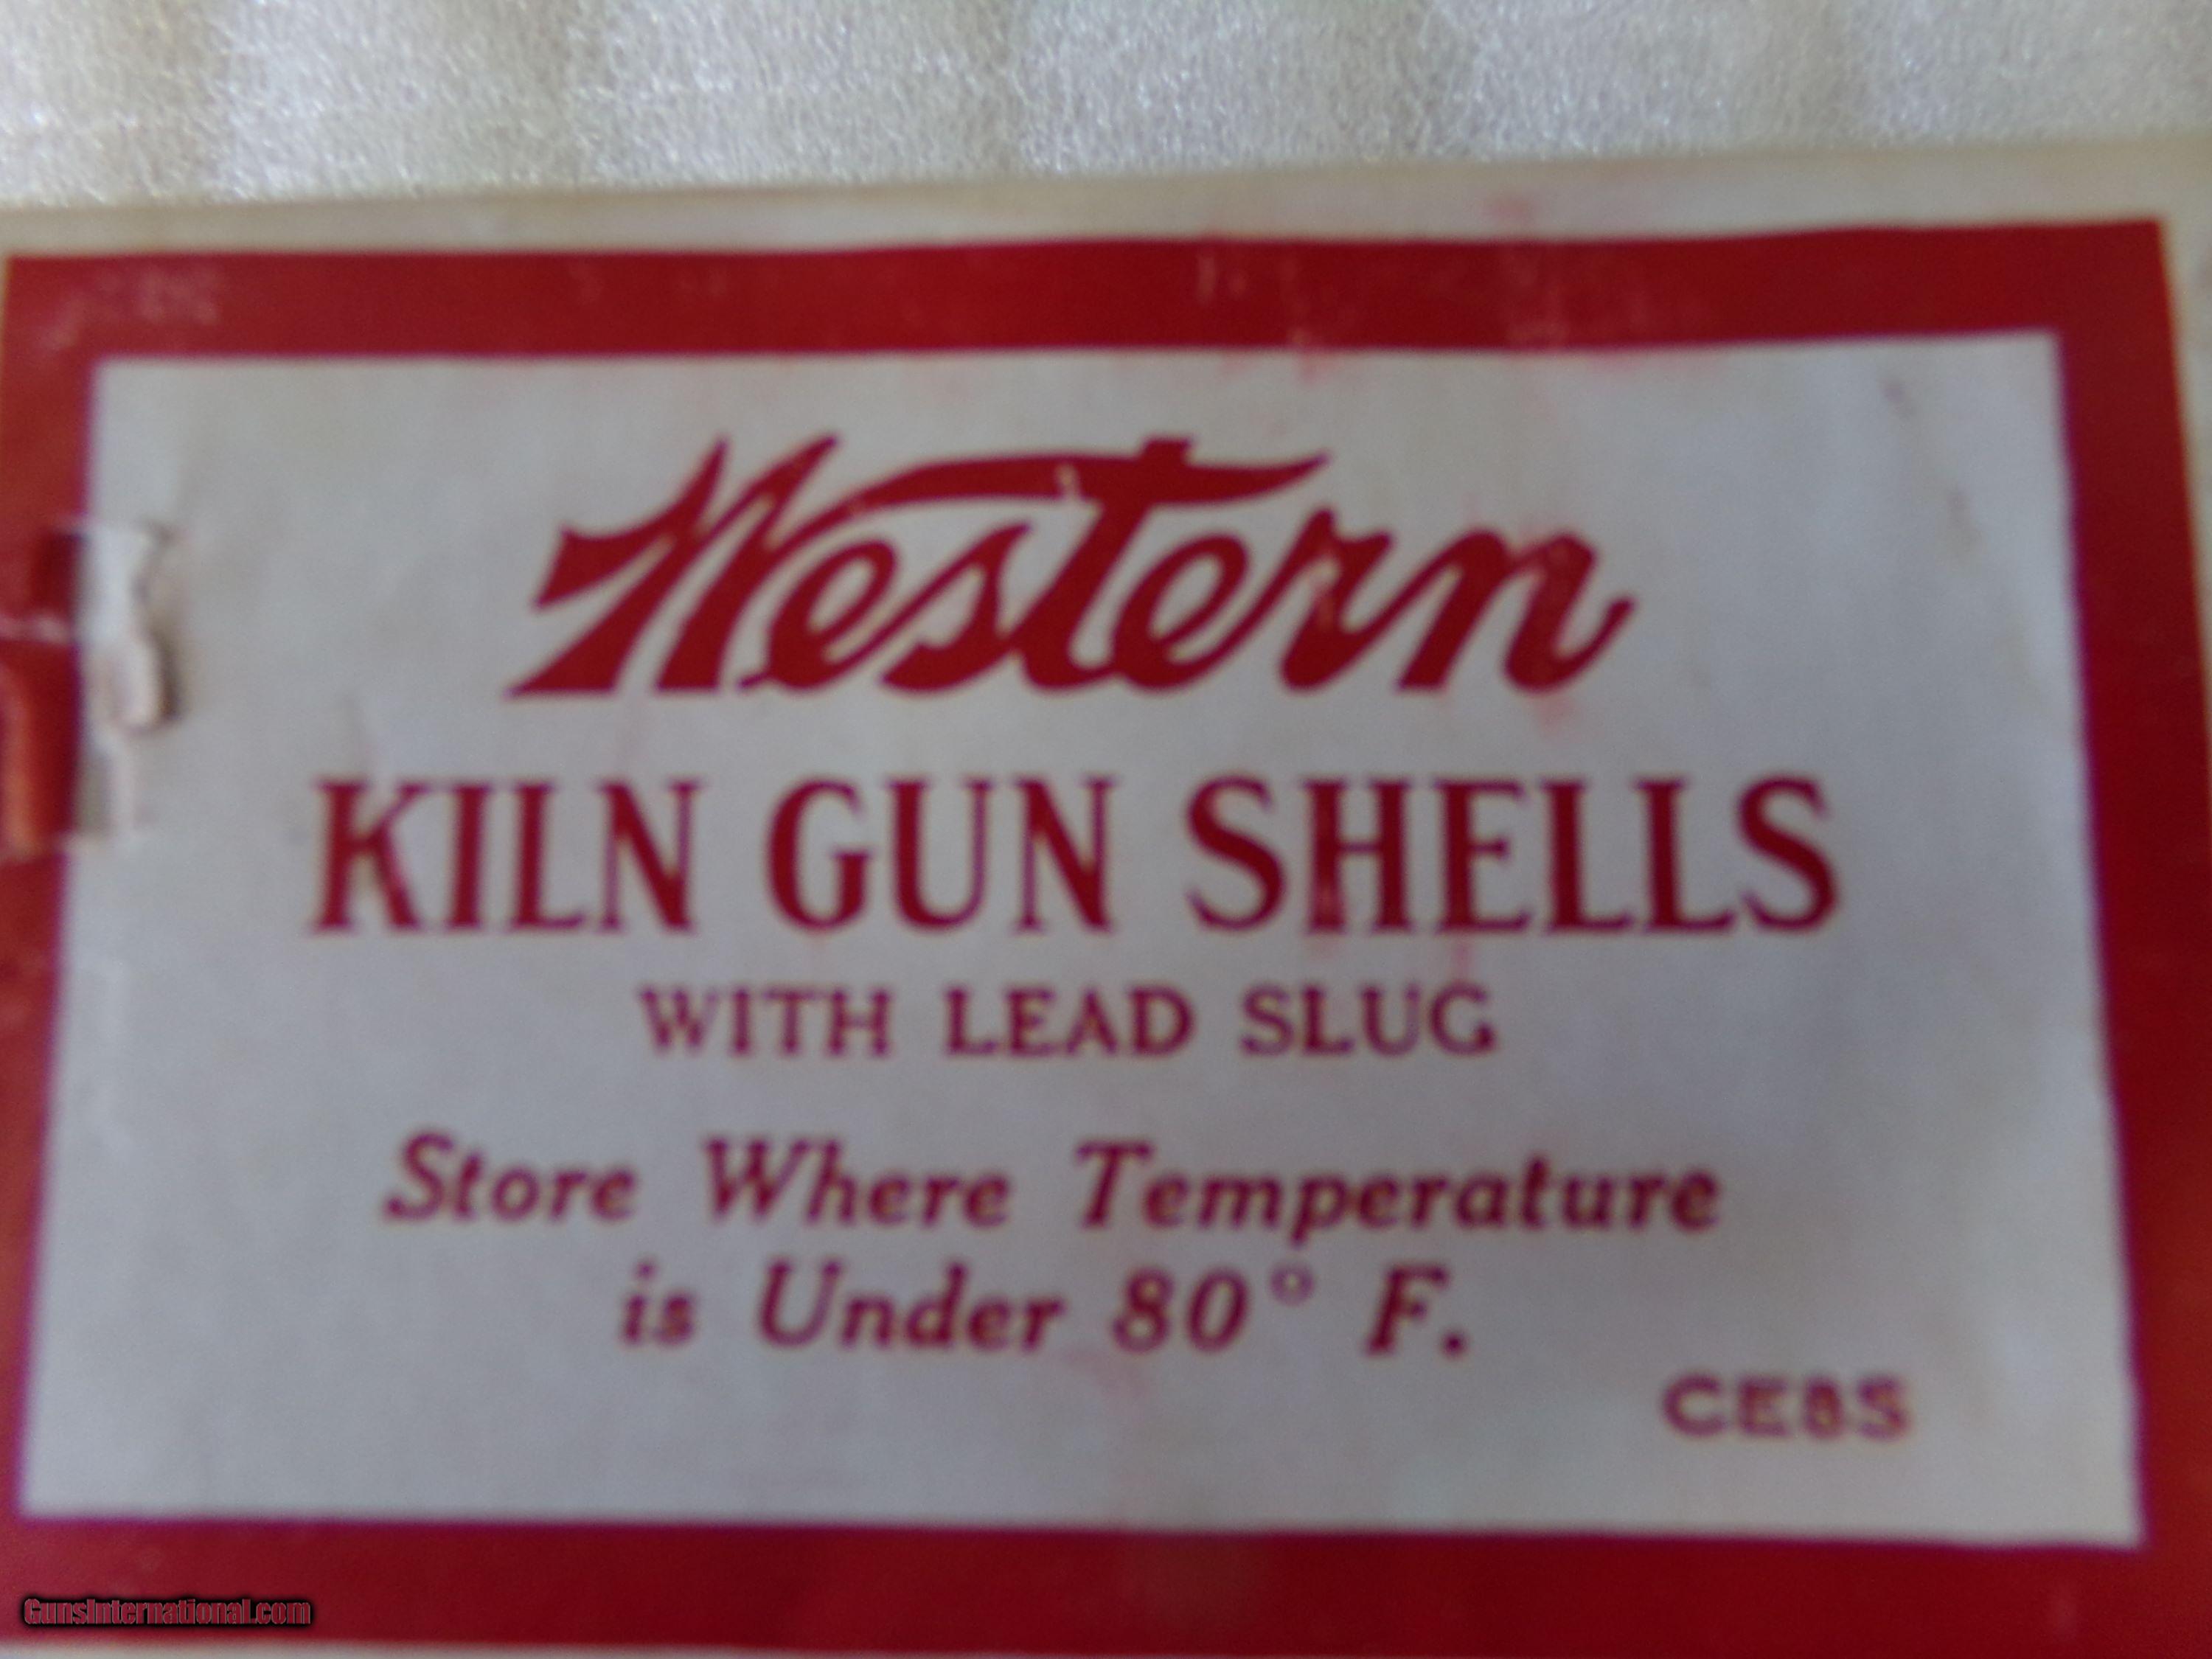 Western
KILN GUN SHELLS
WITH LEAD SLUG
Store Where Temperature
is Under 80° F.
CE8S
GunsInternational.com